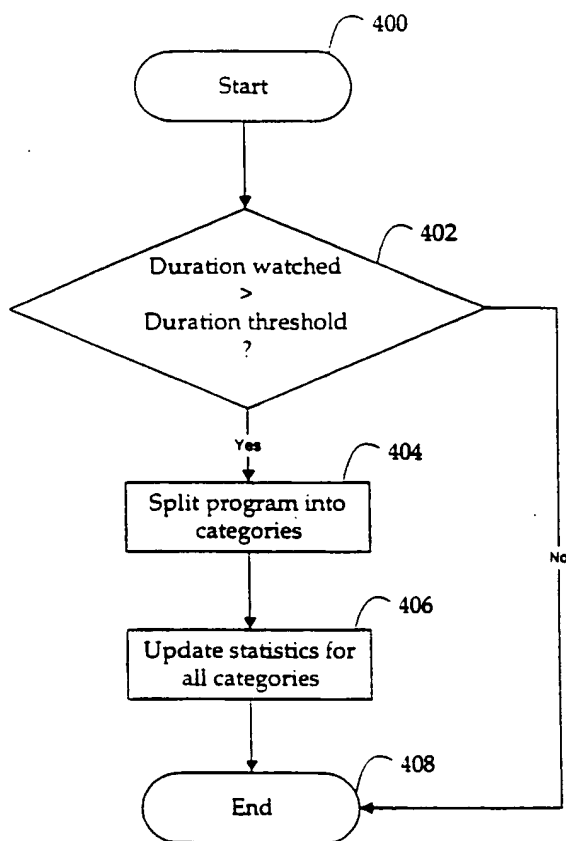 400
Start
402
Duration watched
>
Duration threshold
?
Yes
404
Split program into
categories
No
406
Update statistics for
all categories
408
End